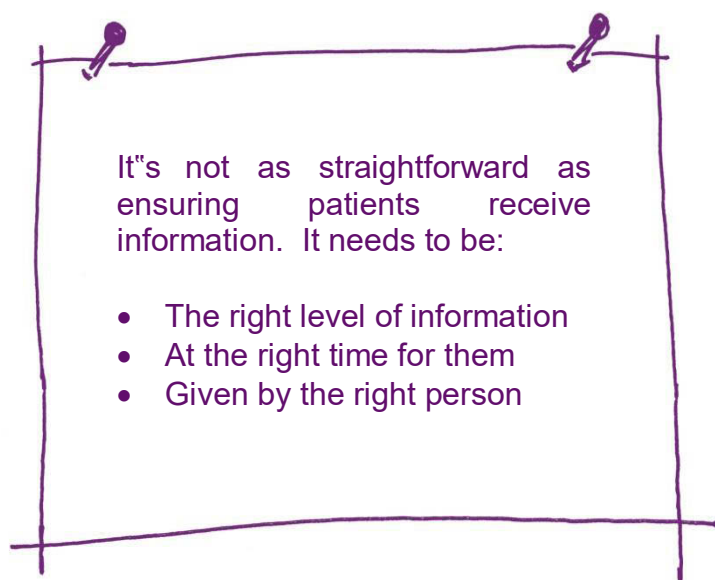 It‟s not as straightforward as
ensuring patients receive
information. It needs to be:
• The right level of information
• At the right time for them
• Given by the right person